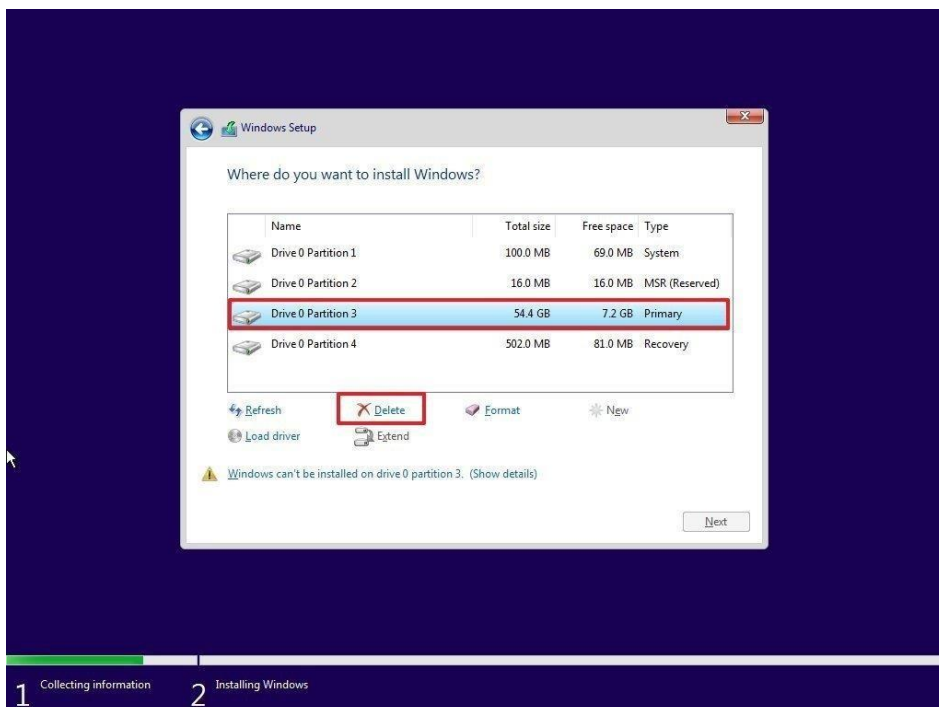 Windows Setup
Where do you want to install Windows?
Name Total size Free space Type
Drive 0 Partition 1 100.0 MB 69.0 MB System
Drive 0 Partition 2 16.0 MB 16.0 MB MSR (Reserved)
Drive 0 Partition 3 54.4 GB 7.2 GB Primary
Drive 0 Partition 4 502.0 MB 81.0 MB Recovery
Refresh Delete Format New
Load driver Extend
Windows can't be installed on drive 0 partition 3. (Show details)
Next
1 Collecting information 2 Installing Windows